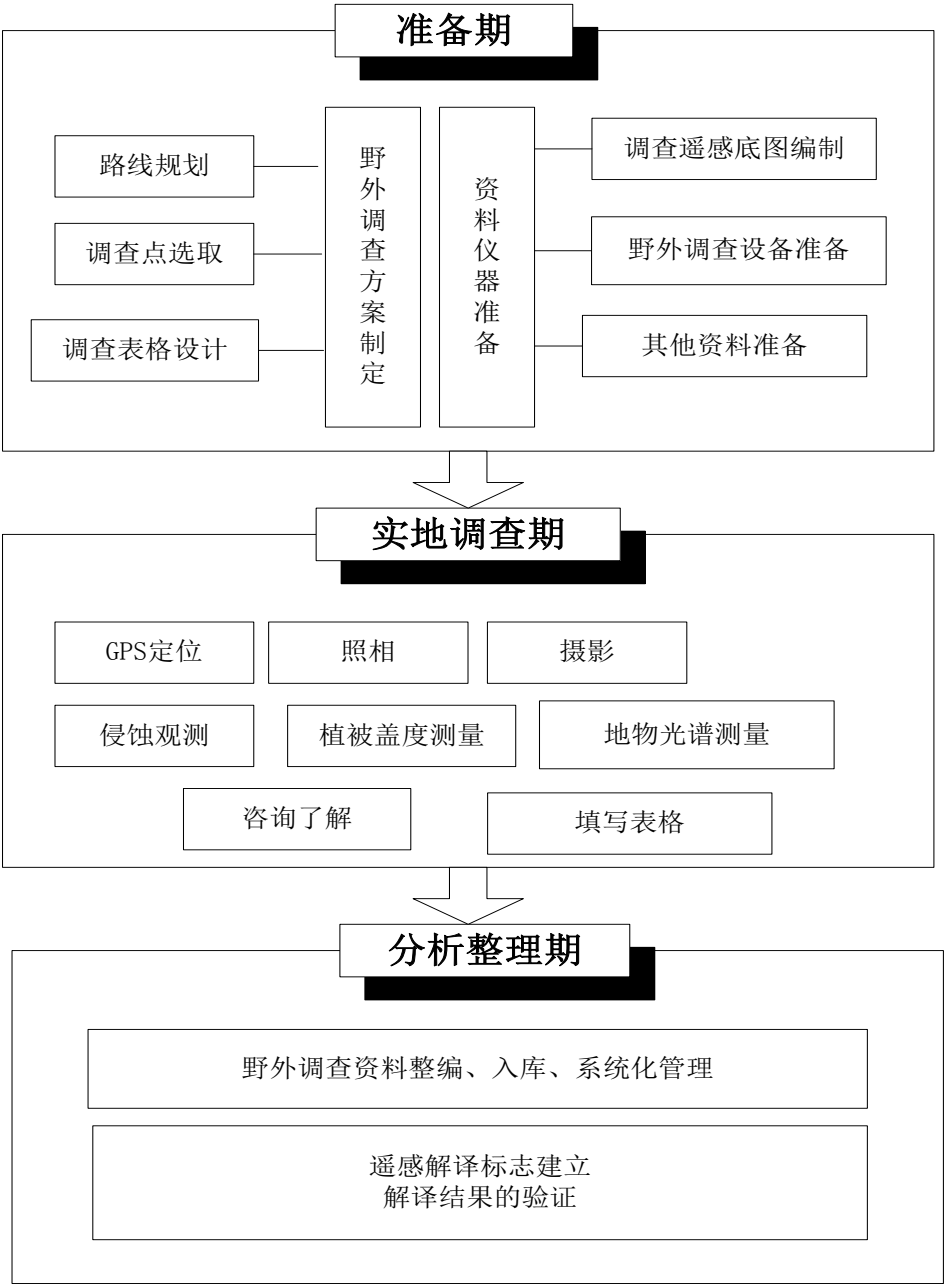 准备期
路线规划
调查点选取
调查表格设计
野外调查方案制定
资料仪器准备
调查遥感底图编制
野外调查设备准备
其他资料准备
实地调查期
GPS定位
照相
摄影
侵蚀观测
植被盖度测量
地物光谱测量
咨询了解
填写表格
分析整理期
野外调查资料整编、入库、系统化管理
遥感解译标志建立
解译结果的验证